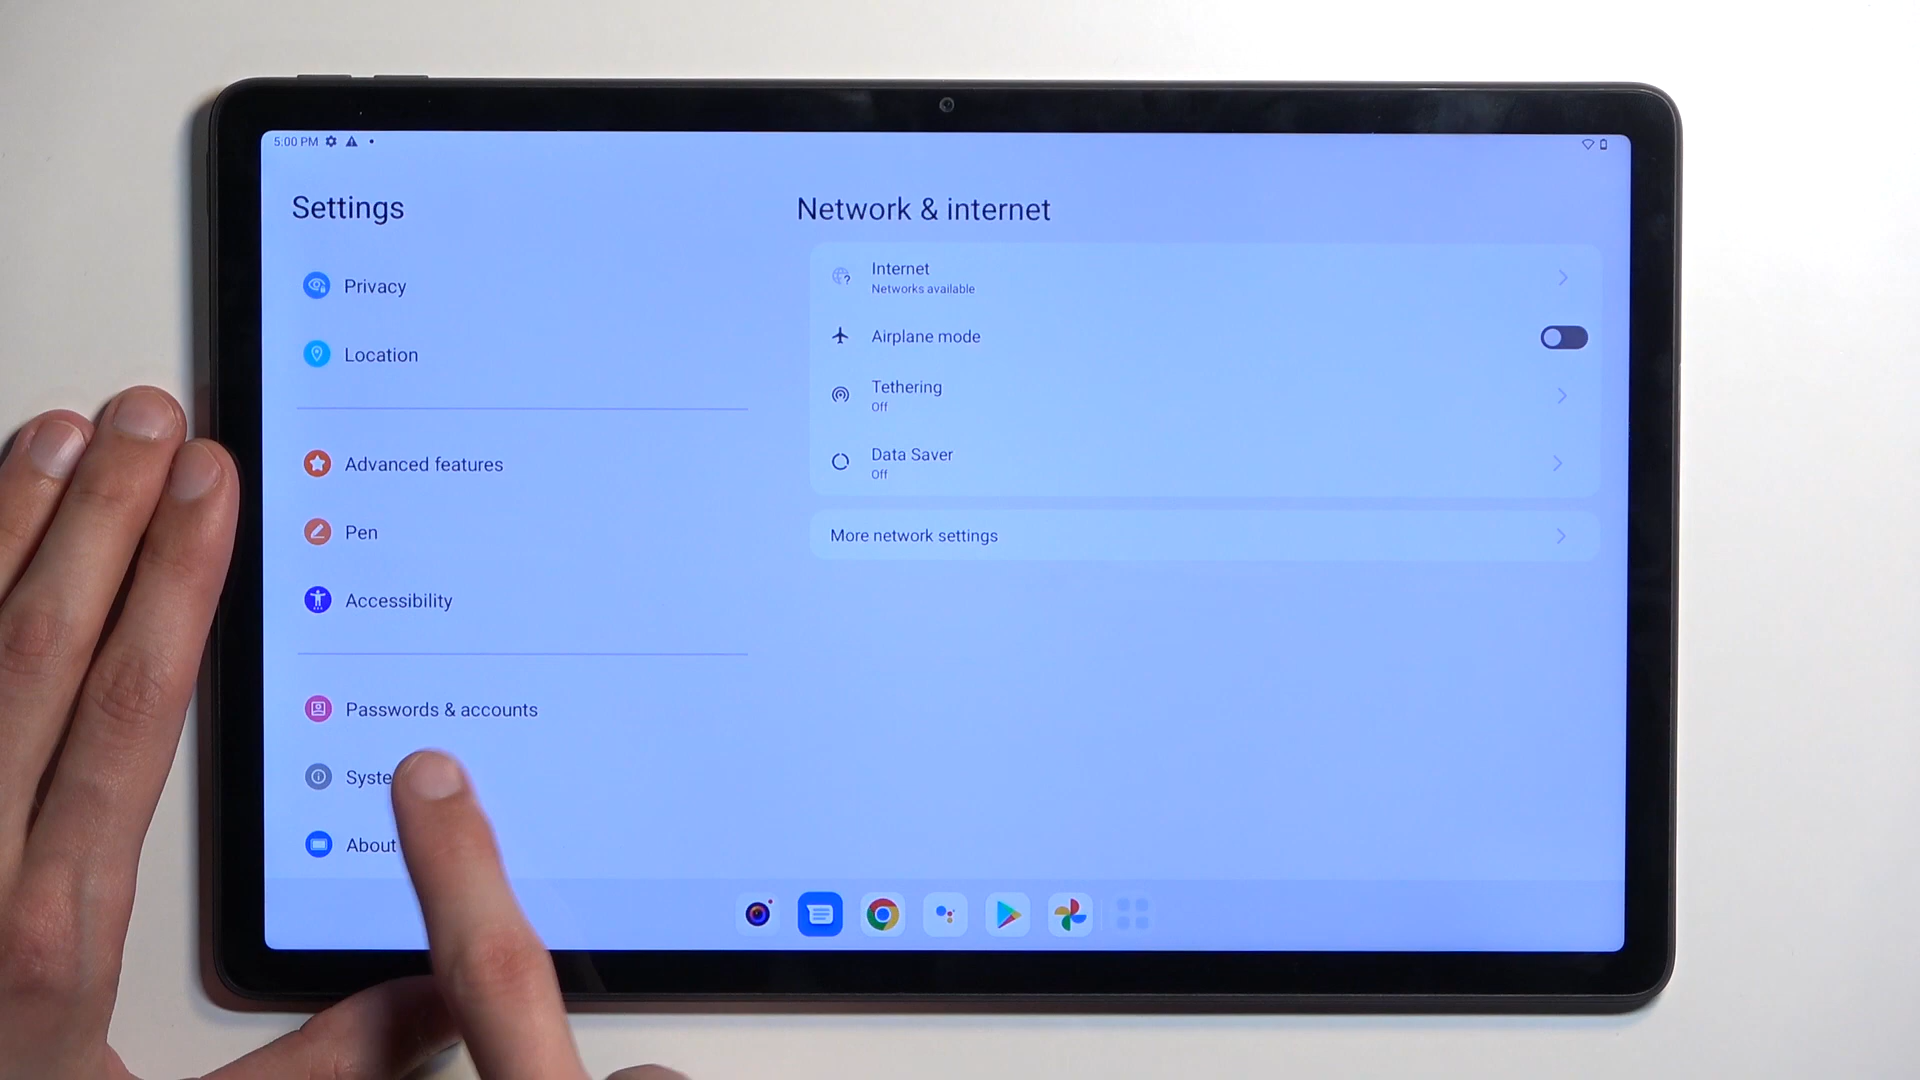 5:00 PM
Settings
Privacy
Location
Advanced features
Pen
Accessibility
Passwords & accounts
Syste
About
Network & internet
Internet
Networks available
Airplane mode
Tethering
Off
Data Saver
Off
More network settings